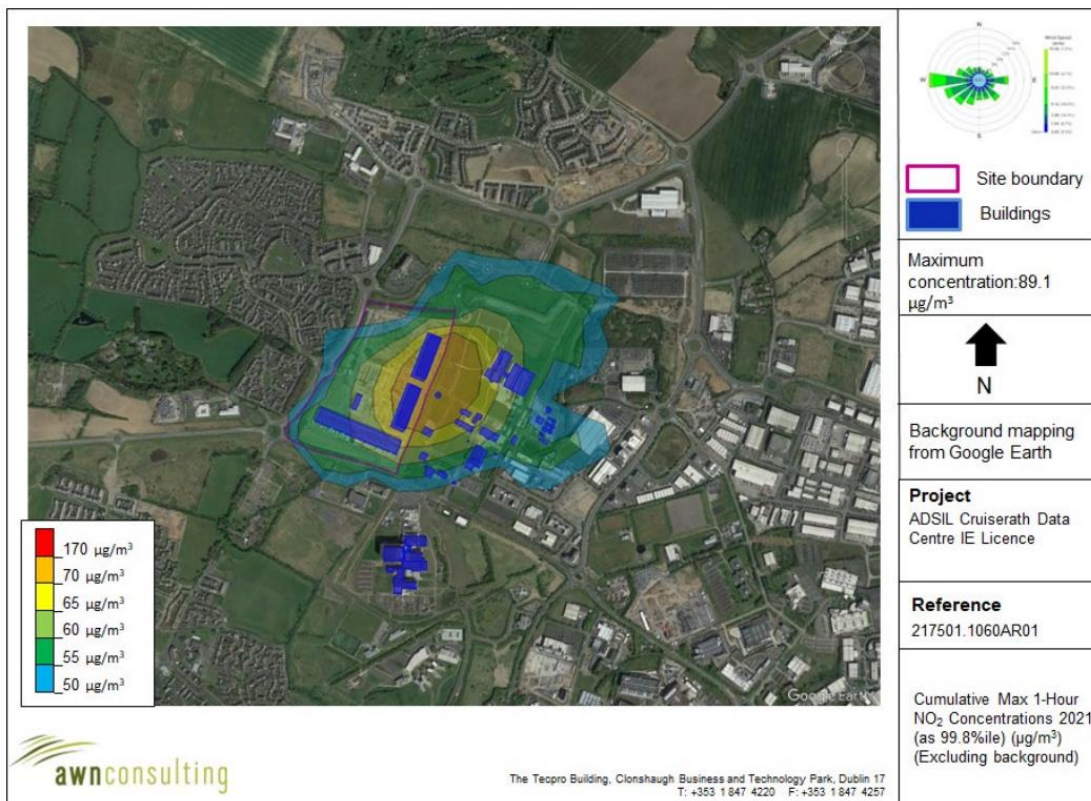 N
W
E
S
Site boundary
Buildings
Maximum
concentration:89.1
µg/m³
N
Background mapping
from Google Earth
Project
ADSIL Cruiserath Data
Centre IE Licence
Reference
217501.1060AR01
Cumulative Max 1-Hour
NO₂ Concentrations 2021
(as 99.8%ile) (µg/m³)
(Excluding background)
170 µg/m³
70 µg/m³
65 µg/m³
60 µg/m³
55 µg/m³
50 µg/m³
Google Earth
awnconsulting
The Tecpro Building, Clonshaugh Business and Technology Park, Dublin 17
T: +353 1 847 4220 F: +353 1 847 4257